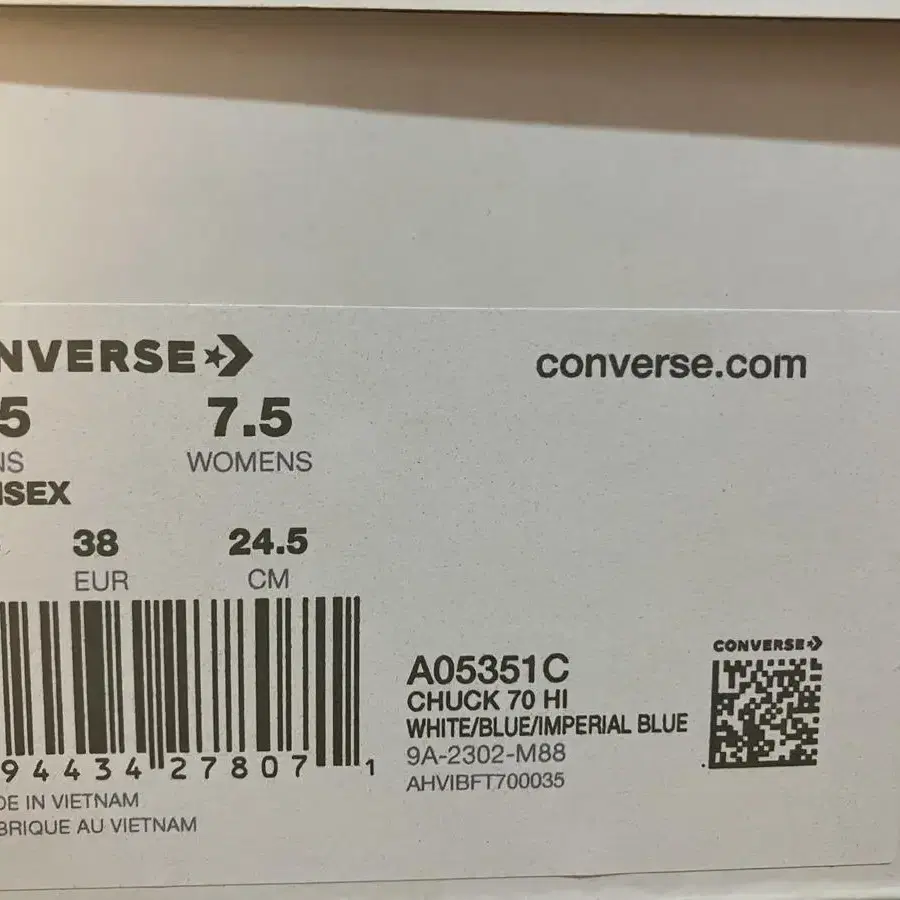 NVERSE
converse.com
5 7.5
NS WOMENS
ISEX
38 24.5
EUR CM
CONVERSE
A05351C
CHUCK 70 HI
WHITE/BLUE/IMPERIAL BLUE
9A-2302-M88
AHVIBFT700035
94434 27807 1
DE IN VIETNAM
BRIQUE AU VIETNAM